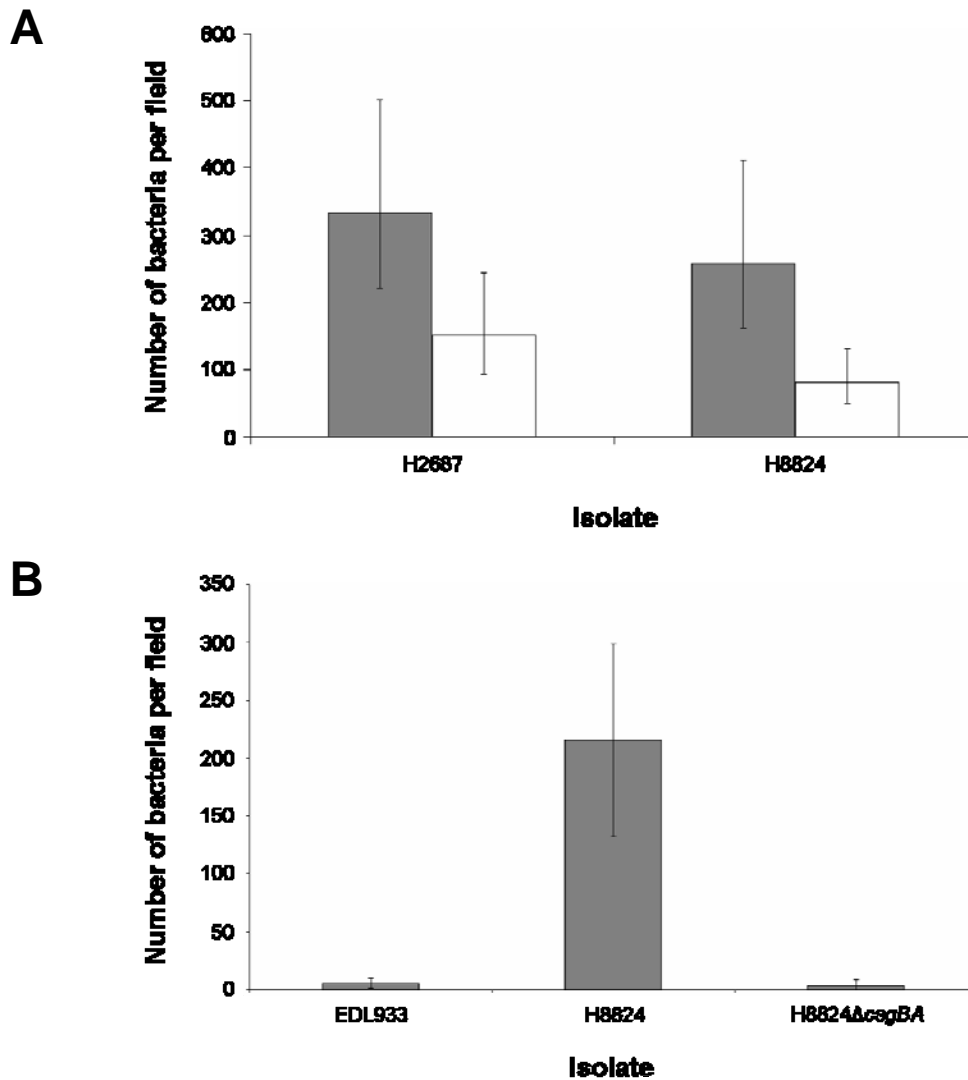 A
600
500
400
300
200
100
0
Number of bacteria per field
H2687
H8824
Isolate
B
350
300
250
200
150
100
50
0
Number of bacteria per field
EDL933
H8824
H8824ΔcsgBA
Isolate